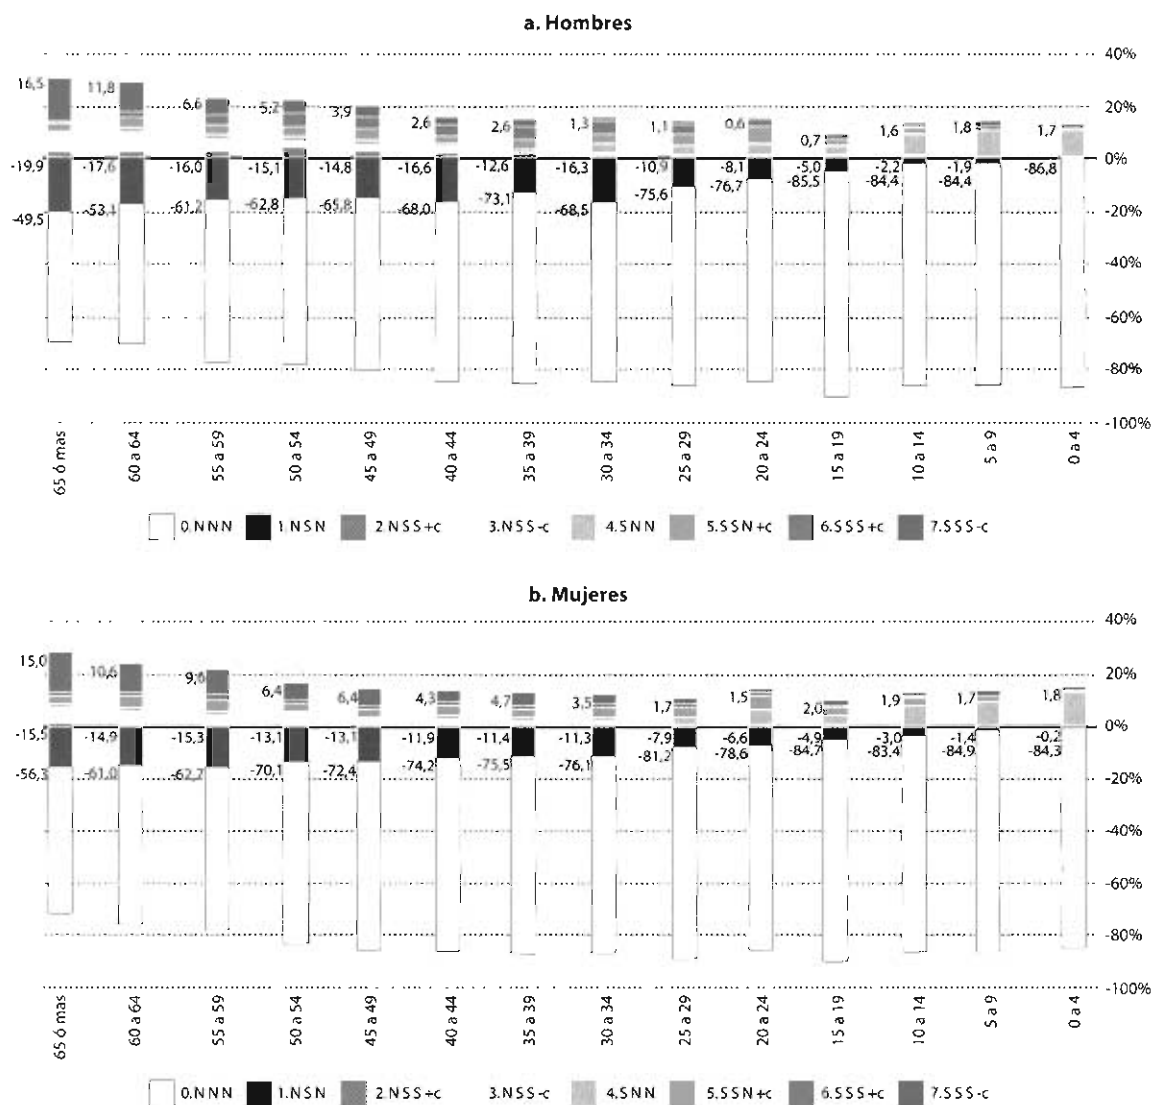 a. Hombres
40%
20%
0%
-20%
-40%
-60%
-80%
-100%
16,5 11,8 6,6 5,2 3,9 2,6 2,6 1,3 1,1 0,6 0,7 1,6 1,8 1,7
-19,9 -17,6 -16,0 -15,1 -14,8 -16,6 -12,6 -16,3 -10,9 -8,1 -5,0 -2,2 -1,9
-49,5 -53,1 -61,2 -62,8 -65,8 -68,0 -73,1 -68,5 -75,6 -76,7 -85,5 -84,4 -84,4 -86,8
65 ó mas 60 a 64 55 a 59 50 a 54 45 a 49 40 a 44 35 a 39 30 a 34 25 a 29 20 a 24 15 a 19 10 a 14 5 a 9 0 a 4
0.NNN 1.NSN 2.NSS+c 3.NSS-c 4.SNN 5.SSN+c 6.SSS+c 7.SSS-c
b. Mujeres
40%
20%
0%
-20%
-40%
-60%
-80%
-100%
15,0 10,6 9,6 6,4 6,4 4,3 4,7 3,5 1,7 1,5 2,0 1,9 1,7 1,8
-15,5 -14,9 -15,3 -13,1 -13,1 -11,9 -11,4 -11,3 -7,9 -6,6 -4,9 -3,0 -1,4 -0,2
-56,3 -61,0 -62,2 -70,1 -72,4 -74,2 -75,5 -76,1 -81,2 -78,6 -84,7 -83,4 -84,9 -84,3
65 ó mas 60 a 64 55 a 59 50 a 54 45 a 49 40 a 44 35 a 39 30 a 34 25 a 29 20 a 24 15 a 19 10 a 14 5 a 9 0 a 4
0.NNN 1.NSN 2.NSS+c 3.NSS-c 4.SNN 5.SSN+c 6.SSS+c 7.SSS-c